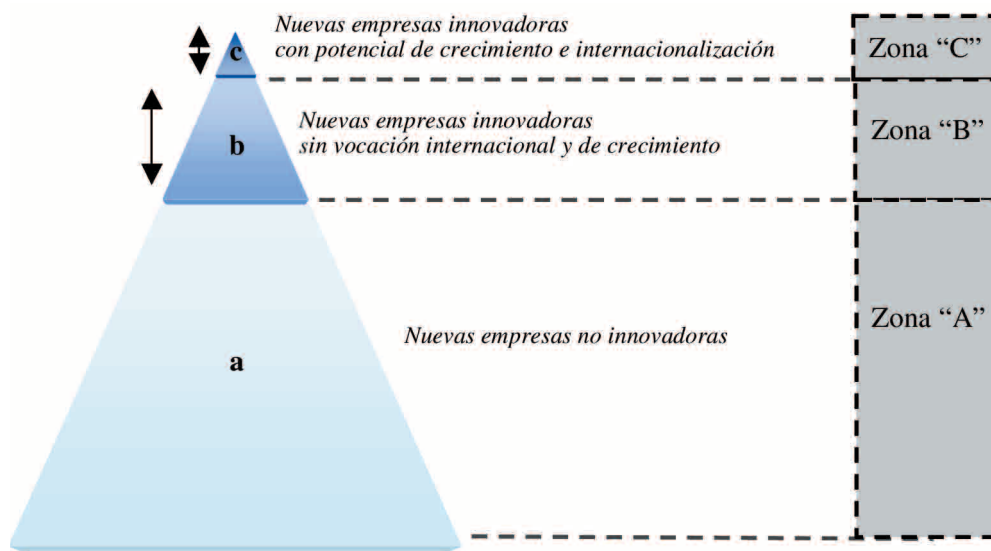 Nuevas empresas innovadoras
con potencial de crecimiento e internacionalización
c
Zona “C”
Nuevas empresas innovadoras
sin vocación internacional y de crecimiento
b
Zona “B”
Nuevas empresas no innovadoras
a
Zona “A”